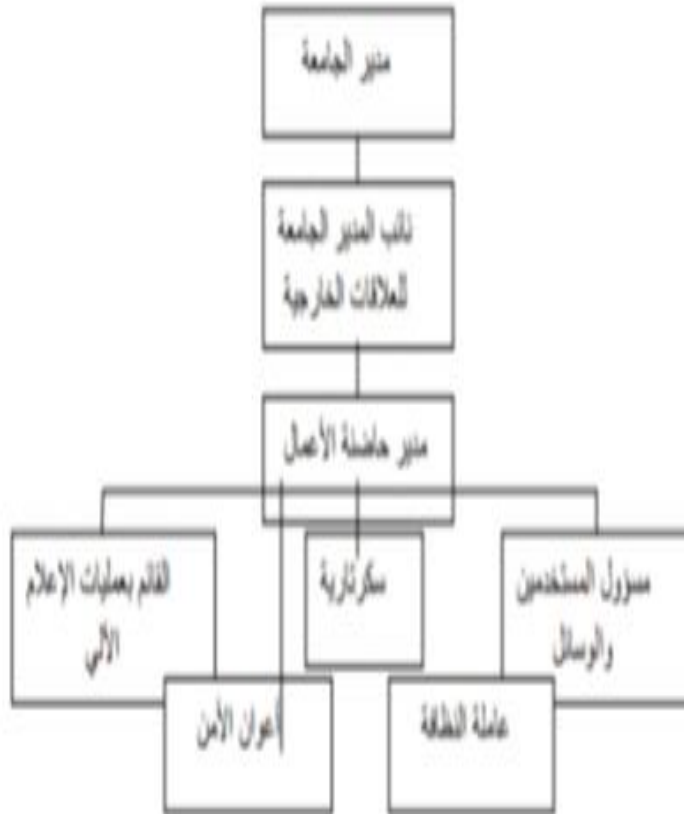 مدير الجامعة
نائب المدير الجامعة
للعلاقات الخارجية
مدير حاضنة الأعمال
مسؤول المستخدمين
والوسائل
سكرتارية
القائم بعمليات الإعلام
الآلي
عاملة النظافة
أعوان الأمن